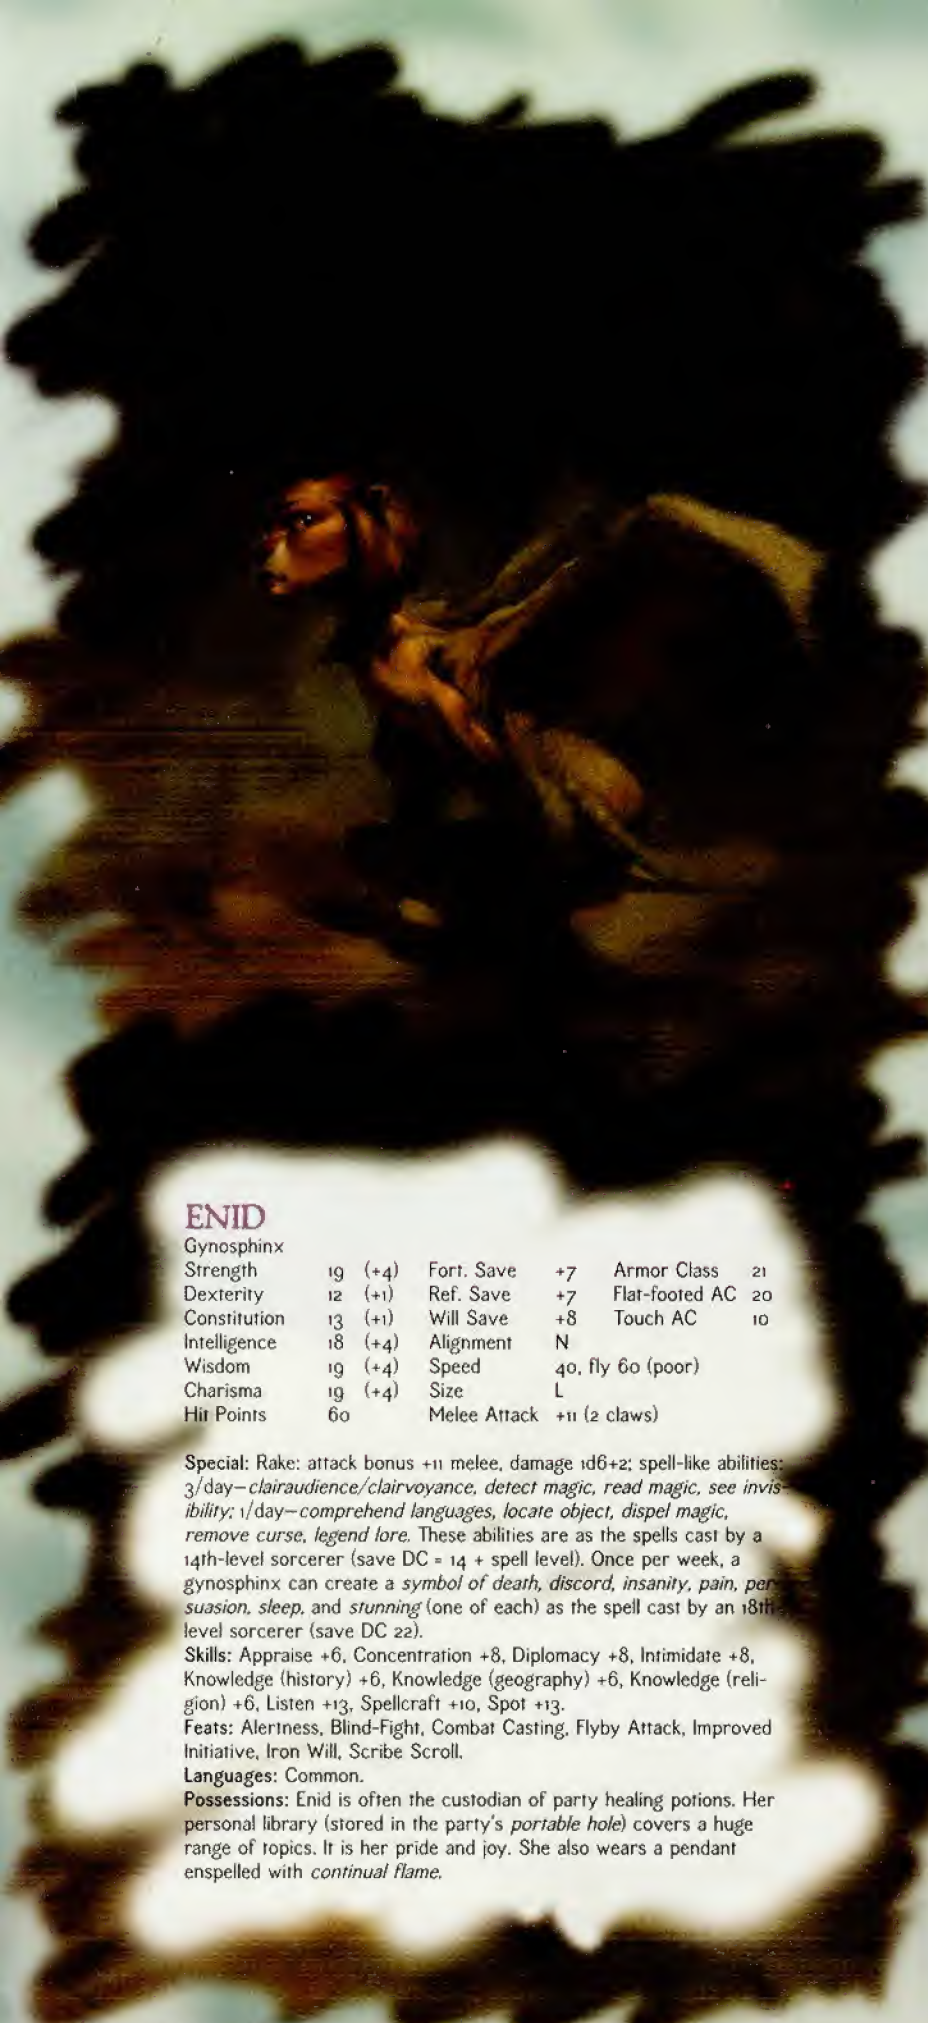 ENID
Gynosphinx
Strength 19 (+4) Fort. Save +7 Armor Class 21
Dexterity 12 (+1) Ref. Save +7 Flat-footed AC 20
Constitution 13 (+1) Will Save +8 Touch AC 10
Intelligence 18 (+4) Alignment N
Wisdom 19 (+4) Speed 40, fly 60 (poor)
Charisma 19 (+4) Size L
Hit Points 60 Melee Attack +11 (2 claws)
Special: Rake: attack bonus +11 melee, damage 1d6+2; spell-like abilities:
3/day—clairaudience/clairvoyance, detect magic, read magic, see invis-
ibility; 1/day—comprehend languages, locate object, dispel magic,
remove curse, legend lore. These abilities are as the spells cast by a
14th-level sorcerer (save DC = 14 + spell level). Once per week, a
gynosphinx can create a symbol of death, discord, insanity, pain, per-
suasion, sleep, and stunning (one of each) as the spell cast by an 18th-
level sorcerer (save DC 22).
Skills: Appraise +6, Concentration +8, Diplomacy +8, Intimidate +8,
Knowledge (history) +6, Knowledge (geography) +6, Knowledge (reli-
gion) +6, Listen +13, Spellcraft +10, Spot +13.
Feats: Alertness, Blind-Fight, Combat Casting, Flyby Attack, Improved
Initiative, Iron Will, Scribe Scroll.
Languages: Common.
Possessions: Enid is often the custodian of party healing potions. Her
personal library (stored in the party's portable hole) covers a huge
range of topics. It is her pride and joy. She also wears a pendant
enspelled with continual flame.